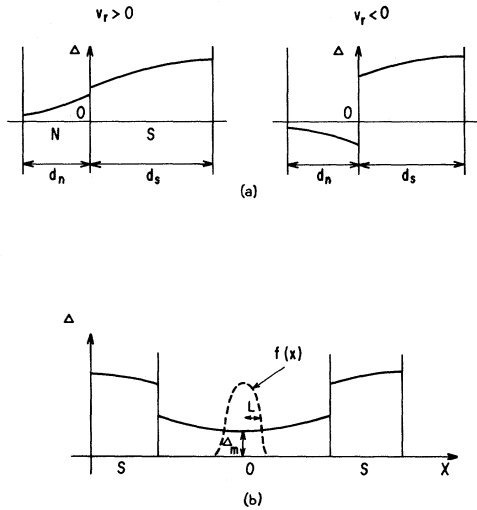 v_r > 0
v_r < 0
Δ
Δ
O
O
N
S
d_n
d_s
d_n
d_s
(a)
Δ
f(x)
L
Δ_m
S
O
S
X
(b)